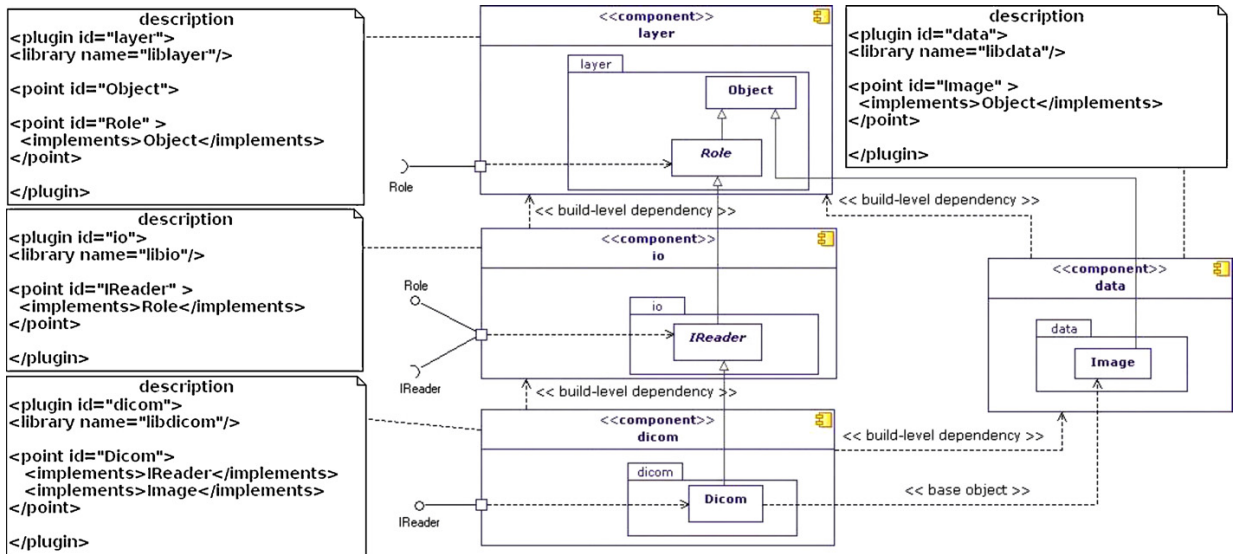 description
<plugin id="layer">
<library name="liblayer"/>
<point id="Object">
<point id="Role" >
<implements>Object</implements>
</point>
</plugin>
<<component>>
layer
layer
Object
Role
Role
description
<plugin id="data">
<library name="libdata"/>
<point id="Image" >
<implements>Object</implements>
</point>
</plugin>
<< build-level dependency >>
<< build-level dependency >>
description
<plugin id="io">
<library name="libio"/>
<point id="IReader" >
<implements>Role</implements>
</point>
</plugin>
<<component>>
io
Role
io
IReader
IReader
<<component>>
data
data
Image
<< build-level dependency >>
description
<plugin id="dicom">
<library name="libdicom"/>
<point id="Dicom">
<implements>IReader</implements>
<implements>Image</implements>
</point>
</plugin>
<<component>>
dicom
dicom
Dicom
IReader
<< build-level dependency >>
<< base object >>